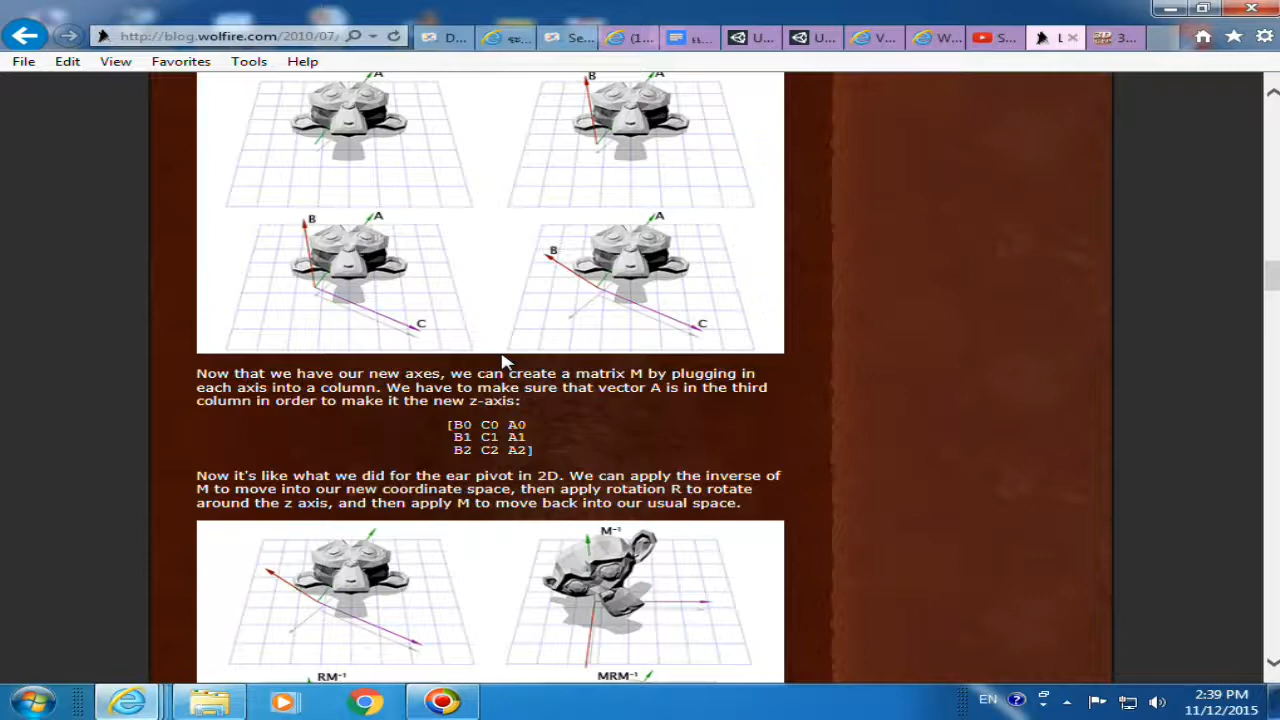 http://blog.wolfire.com/2010/07/
D...
Se...
(1...
U...
U...
V...
W...
S...
L
3...
File Edit View Favorites Tools Help
A
B A
B A
C
B A
C
Now that we have our new axes, we can create a matrix M by plugging in
each axis into a column. We have to make sure that vector A is in the third
column in order to make it the new z-axis:
[B0 C0 A0
B1 C1 A1
B2 C2 A2]
Now it's like what we did for the ear pivot in 2D. We can apply the inverse of
M to move into our new coordinate space, then apply rotation R to rotate
around the z axis, and then apply M to move back into our usual space.
M⁻¹
RM⁻¹ MRM⁻¹
EN
2:39 PM
11/12/2015